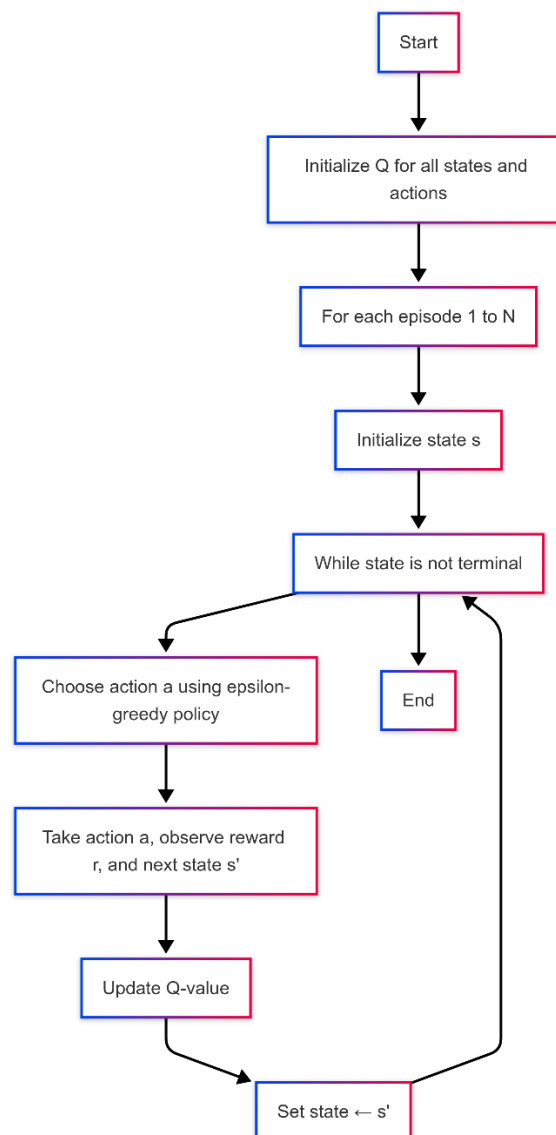 Start
Initialize Q for all states and
actions
For each episode 1 to N
Initialize state s
While state is not terminal
Choose action a using epsilon-
greedy policy
End
Take action a, observe reward
r, and next state s'
Update Q-value
Set state ← s'